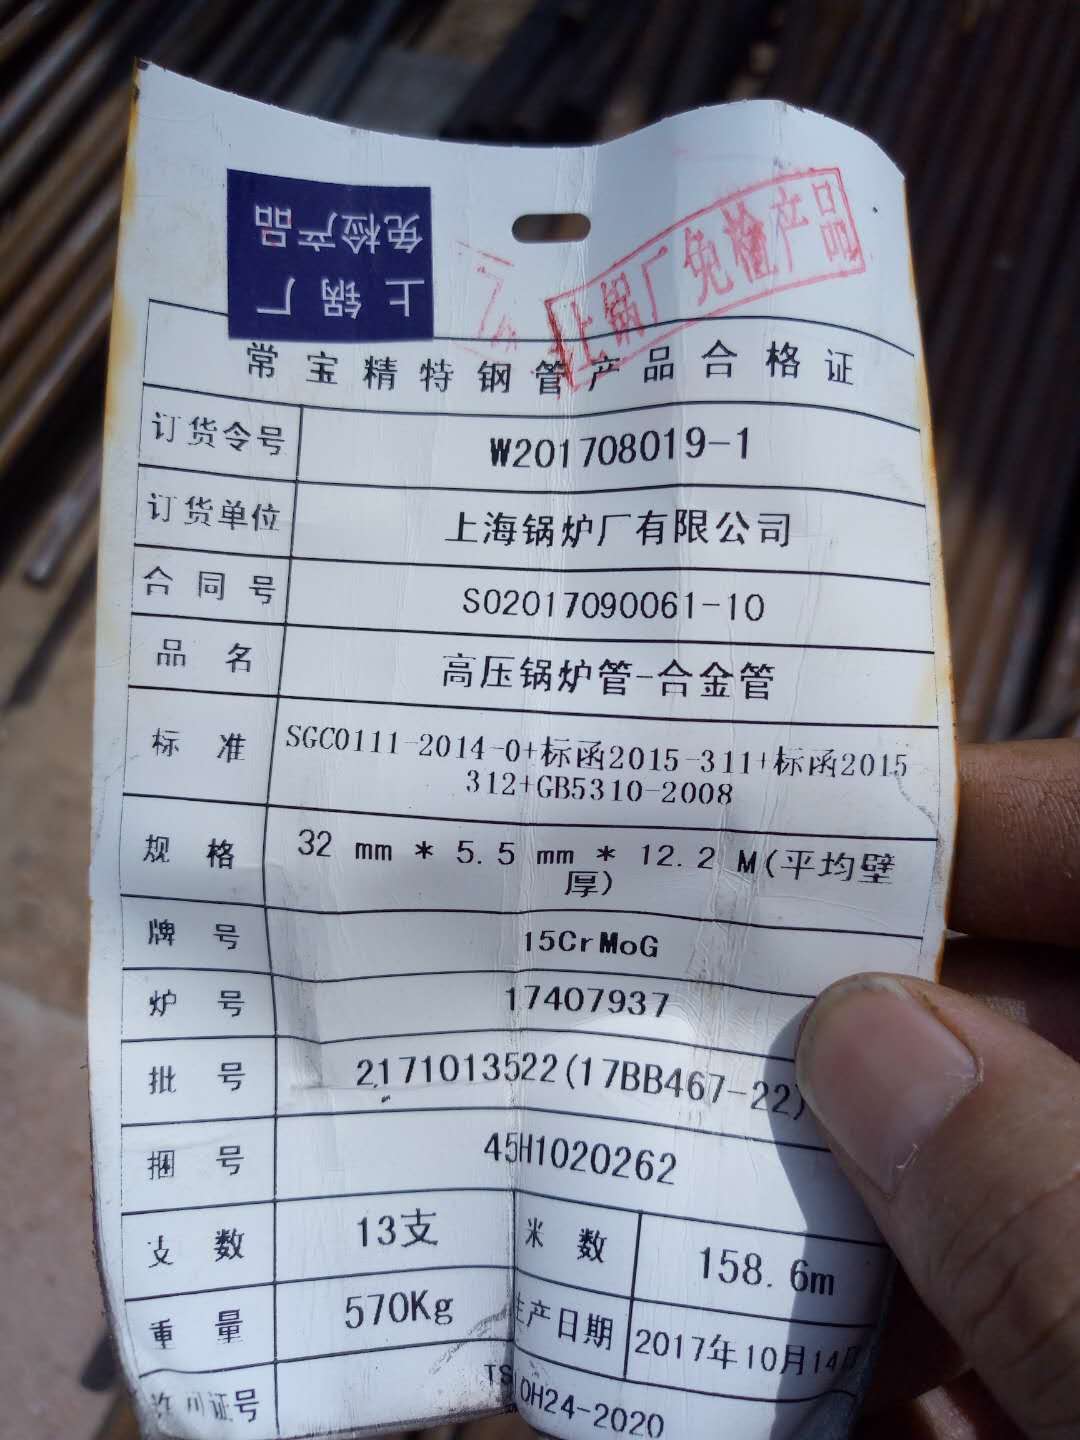 上锅厂
免检产品
上锅厂免检产品
常宝精特钢管产品合格证
订货令号 W201708019-1
订货单位 上海锅炉厂有限公司
合同号 S02017090061-10
品名 高压锅炉管-合金管
标准 SGC0111-2014-0+标函2015-311+标函2015
312+GB5310-2008
规格 32 mm * 5.5 mm * 12.2 M(平均壁
厚)
牌号 15CrMoG
炉号 17407937
批号 2171013522(17BB467-22)
捆号 45H1020262
支数 13支 米数 158.6m
重量 570Kg 生产日期 2017年10月14日
许可证号 TS 0H24-2020